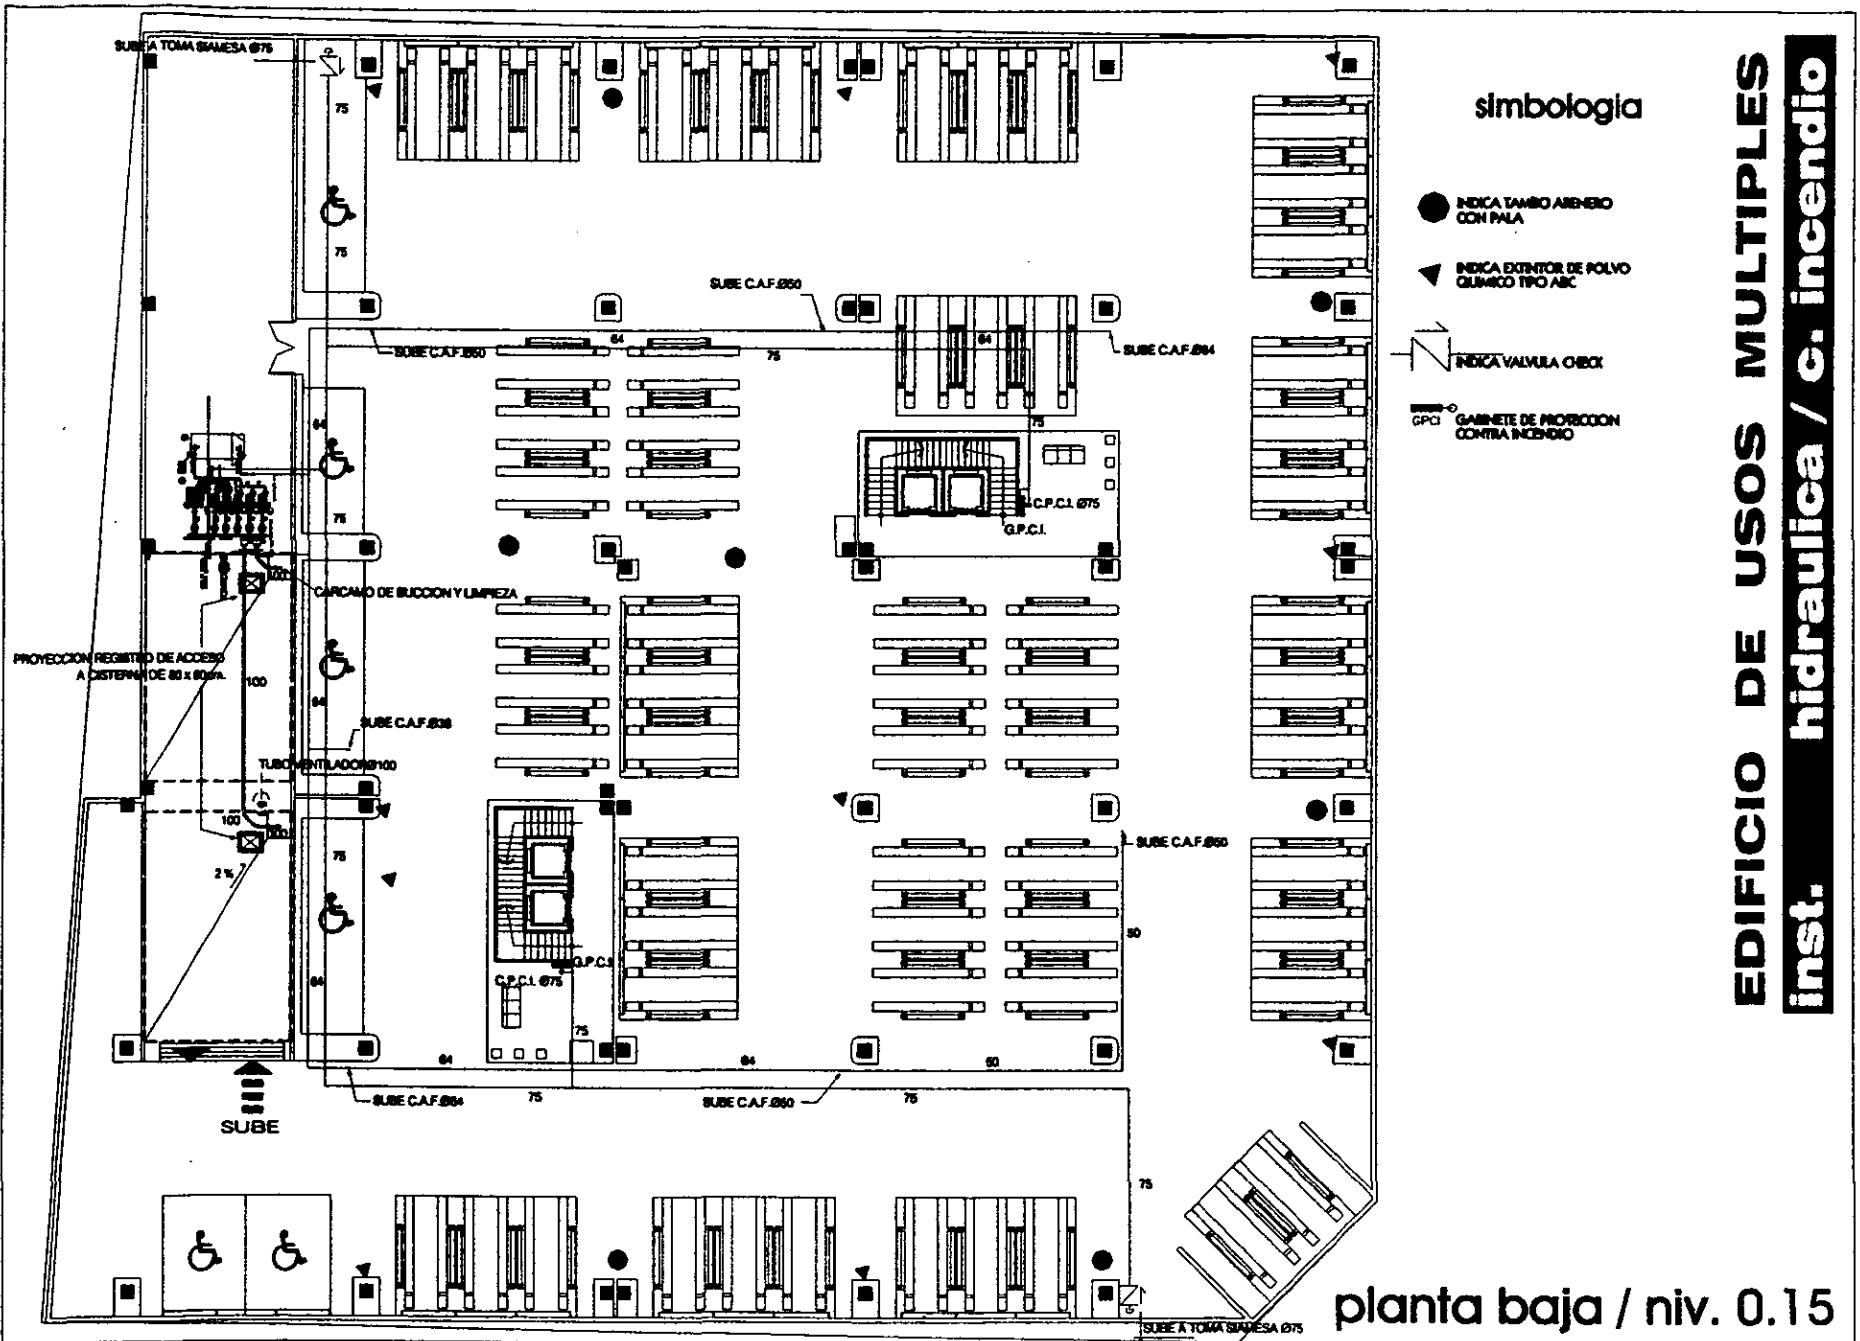 SUBE A TOMA SIAMESA Ø75
75
75
SUBE C.A.F.Ø50
64
75
64
SUBE C.A.F.Ø50
SUBE C.A.F.Ø64
64
75
75
C.P.C.I. Ø75
G.P.C.I.
100
CARCAMO DE SUCCION Y LIMPIEZA
PROYECCION REGISTRO DE ACCESO
A CISTERNA DE 80 x 80cm.
100
64
SUBE C.A.F.Ø38
TUBO VENTILADOR Ø100
100
100
2 %
75
64
SUBE C.A.F.Ø50
50
G.P.C.I.
C.P.C.I. Ø75
75
64
64
50
SUBE C.A.F.Ø64
75
SUBE C.A.F.Ø50
75
SUBE
75
SUBE A TOMA SIAMESA Ø75
simbologia
INDICA TAMBO ARENERO
CON PALA
INDICA EXTINTOR DE POLVO
QUIMICO TIPO ABC
INDICA VALVULA CHECK
GPCI
GABINETE DE PROTECCION
CONTRA INCENDIO
EDIFICIO DE USOS MULTIPLES
inst. hidraulica / c. incendio
planta baja / niv. 0.15